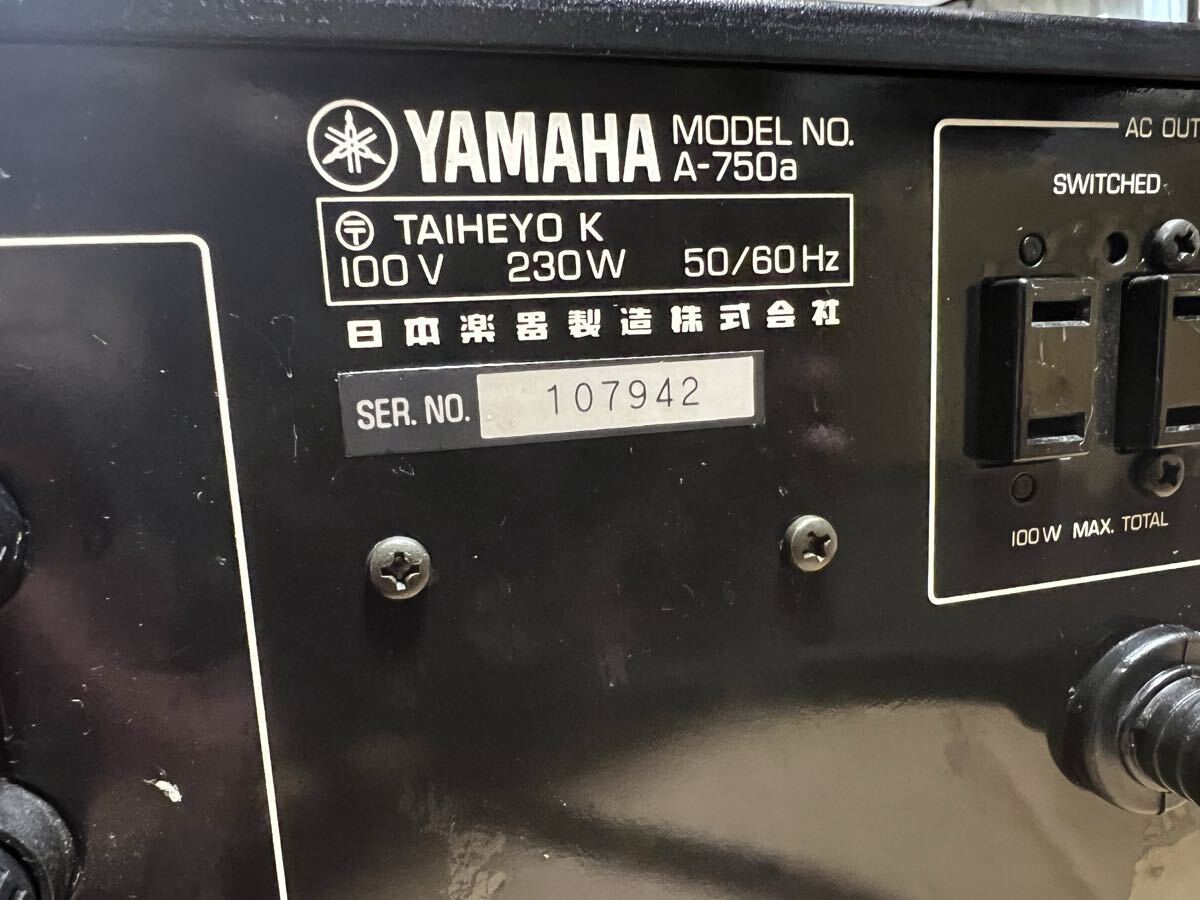 YAMAHA MODEL NO.
A-750a
〒 TAIHEYO K
100V 230W 50/60Hz
日本楽器製造株式会社
SER. NO. 107942
AC OUT
SWITCHED
100W MAX. TOTAL